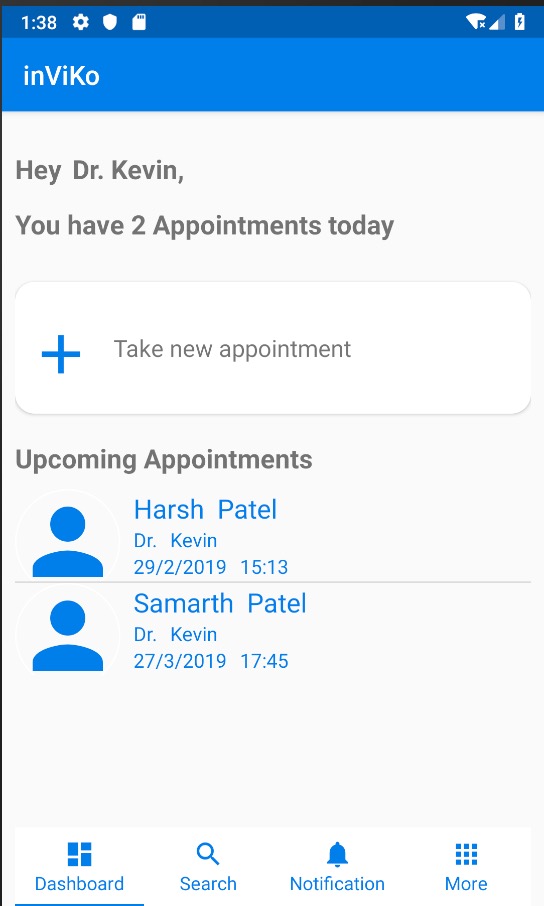 1:38
inViKo
Hey Dr. Kevin,
You have 2 Appointments today
Take new appointment
Upcoming Appointments
Harsh Patel
Dr. Kevin
29/2/2019 15:13
Samarth Patel
Dr. Kevin
27/3/2019 17:45
Dashboard Search Notification More